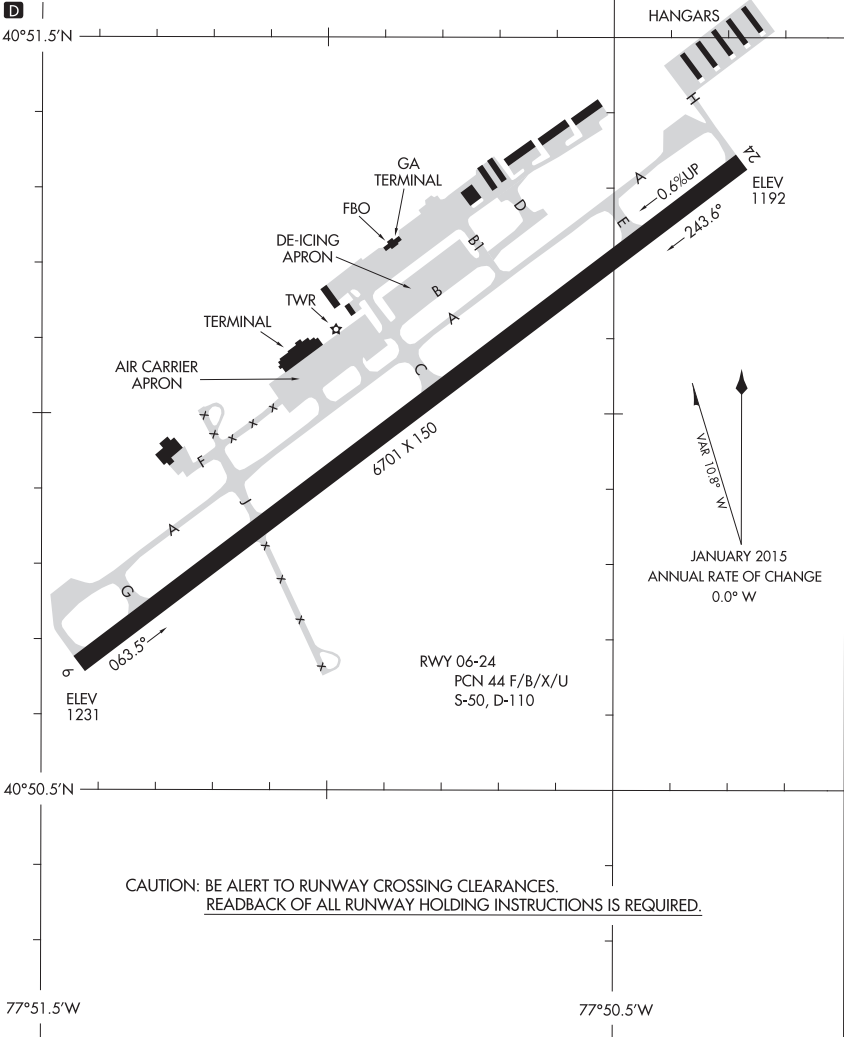 D
40°51.5'N
HANGARS
H
24
ELEV
1192
A
0.6%UP
E
243.6°
GA
TERMINAL
FBO
D
DE-ICING
APRON
B1
B
TWR
A
TERMINAL
AIR CARRIER
APRON
C
6701 X 150
VAR 10.8° W
JANUARY 2015
ANNUAL RATE OF CHANGE
0.0° W
F
J
A
G
063.5°
6
ELEV
1231
RWY 06-24
PCN 44 F/B/X/U
S-50, D-110
40°50.5'N
CAUTION: BE ALERT TO RUNWAY CROSSING CLEARANCES.
READBACK OF ALL RUNWAY HOLDING INSTRUCTIONS IS REQUIRED.
77°51.5'W
77°50.5'W